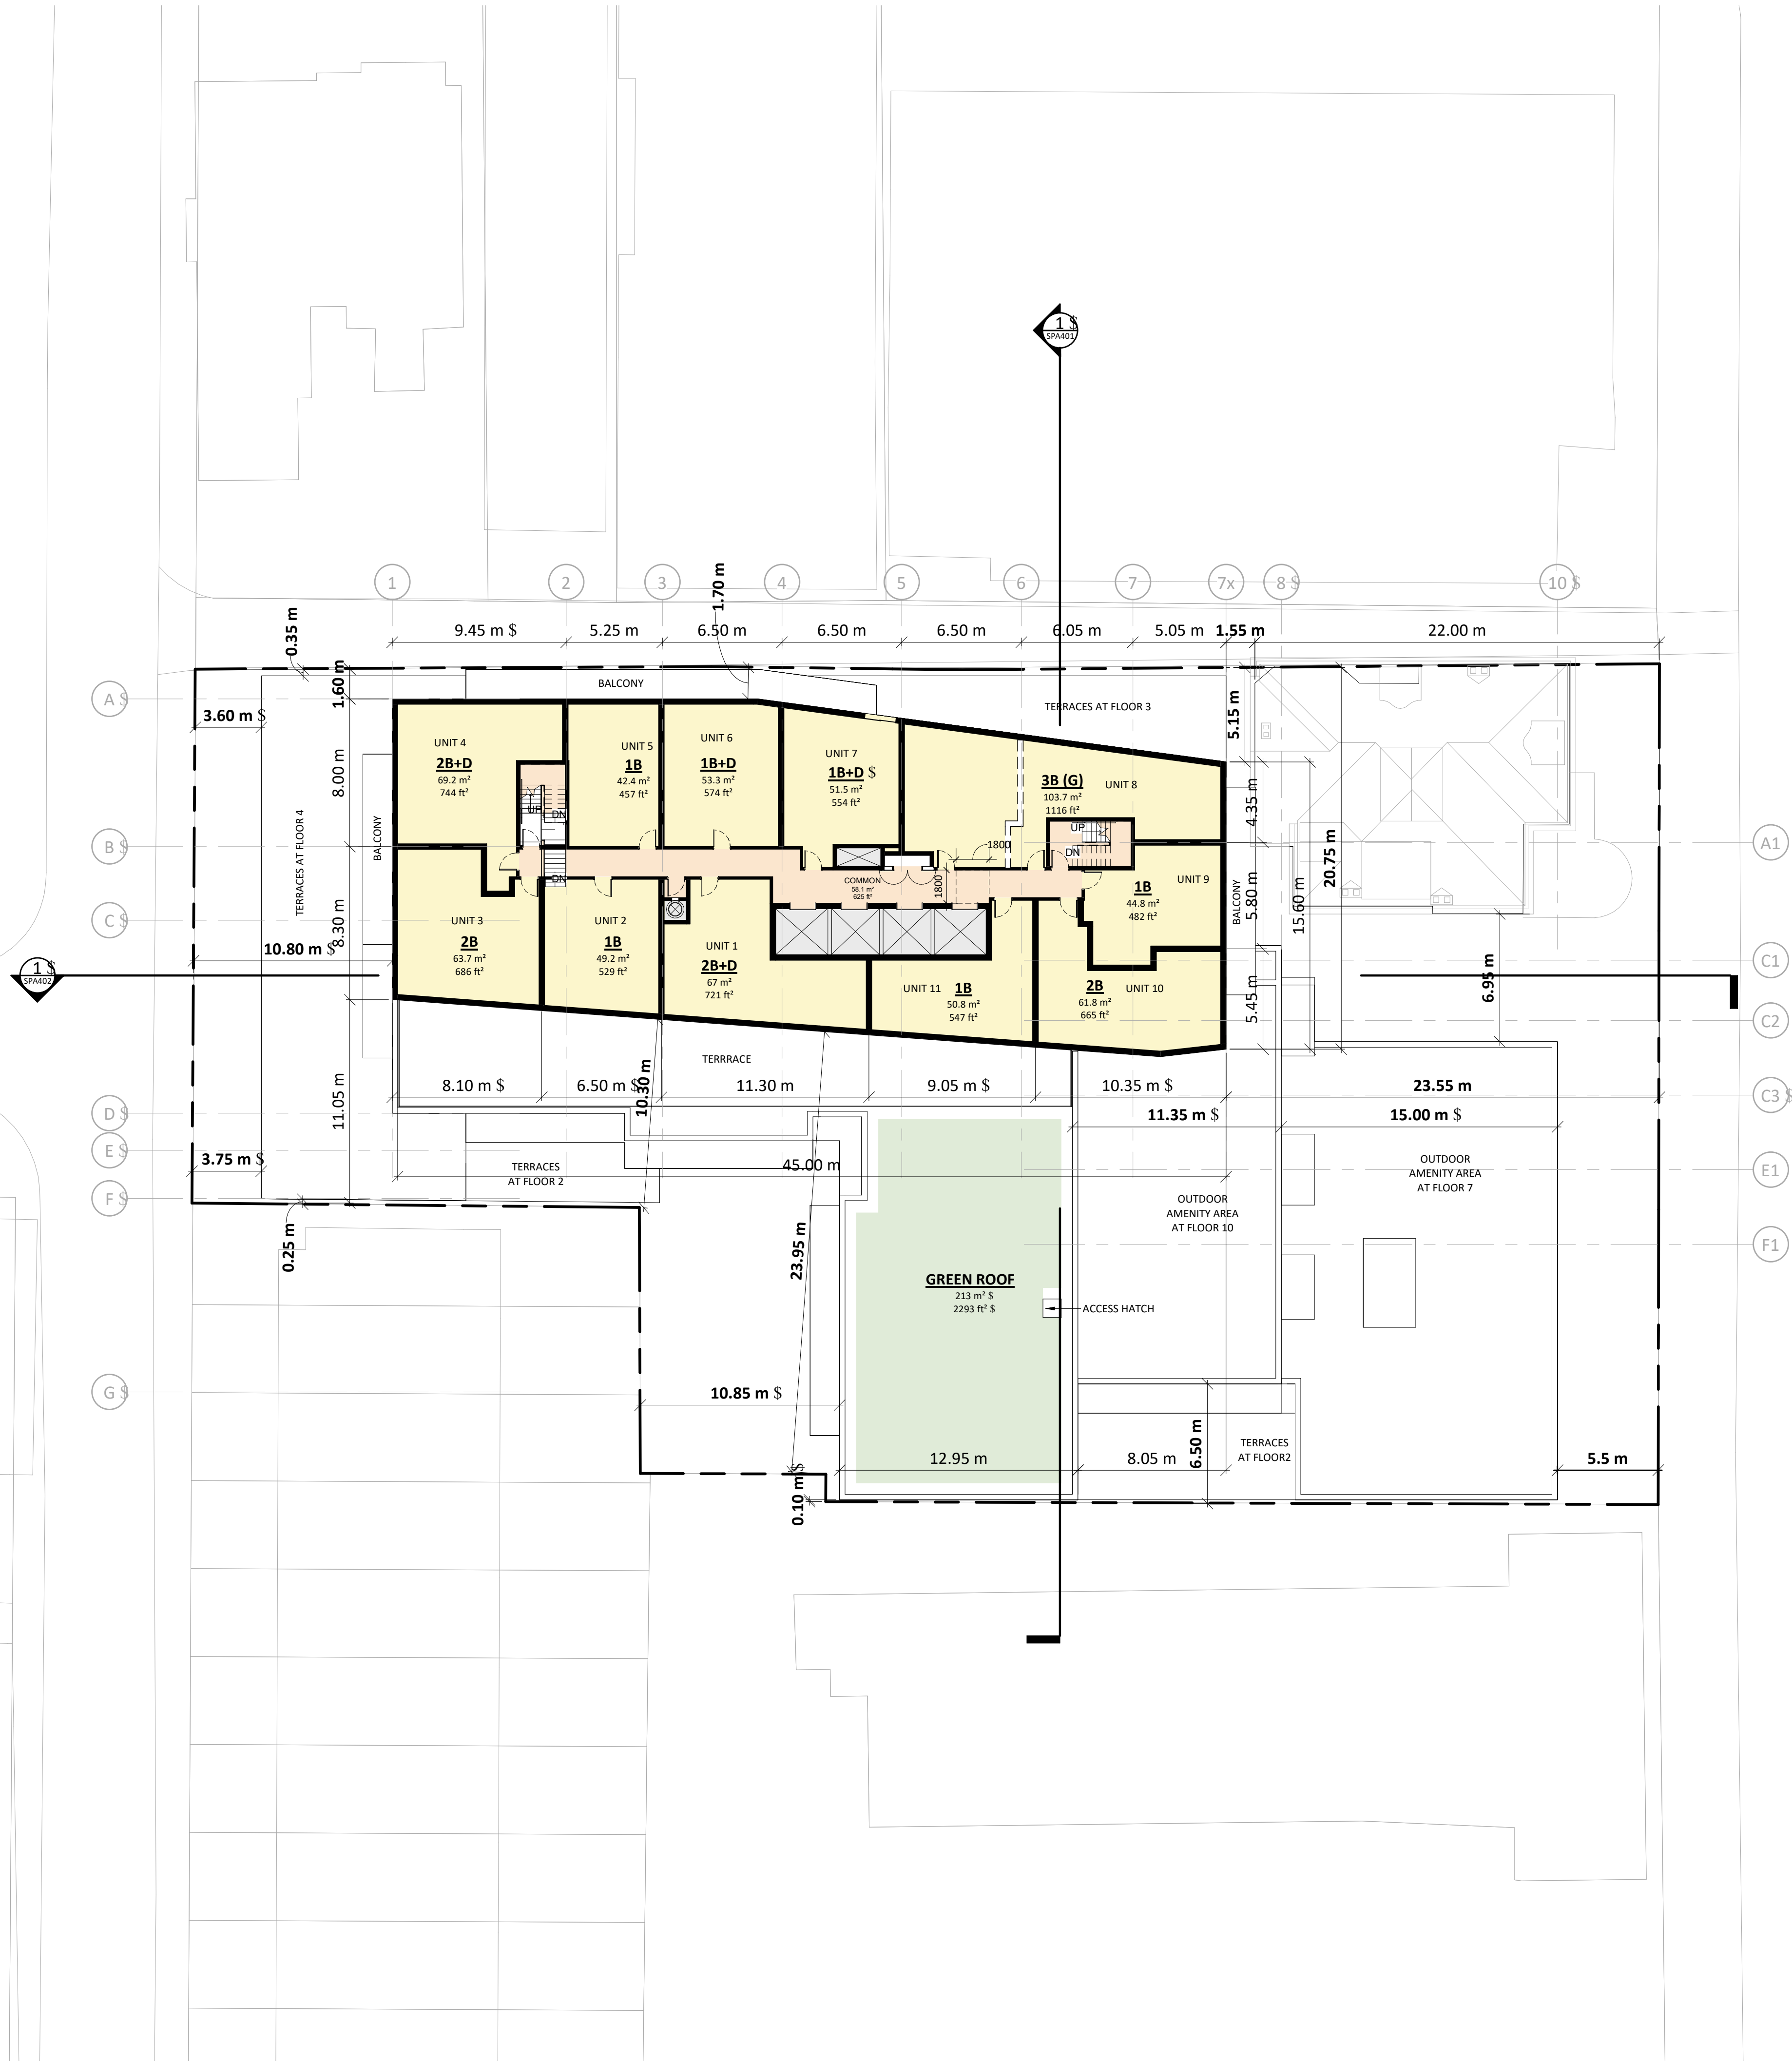 1 $
SPA401
1
2
3
4
5
6
7
7x
8 $
10 $
1.70 m
0.35 m
9.45 m $
5.25 m
6.50 m
6.50 m
6.50 m
6.05 m
5.05 m
1.55 m
22.00 m
1.60 m
A $
3.60 m $
BALCONY
TERRACES AT FLOOR 3
5.15 m
UNIT 4
2B+D
69.2 m²
744 ft²
UNIT 5
1B
42.4 m²
457 ft²
UNIT 6
1B+D
53.3 m²
574 ft²
UNIT 7
1B+D $
51.5 m²
554 ft²
3B (G)
103.7 m²
1116 ft²
UNIT 8
8.00 m
4.35 m
UP
DN
UP
DN
TERRACES AT FLOOR 4
BALCONY
B $
A1
1800
20.75 m
DN
COMMON
58.1 m²
625 ft²
1800
1B
44.8 m²
482 ft²
UNIT 9
BALCONY
5.80 m
15.60 m
C $
8.30 m
UNIT 3
2B
63.7 m²
686 ft²
UNIT 2
1B
49.2 m²
529 ft²
UNIT 1
2B+D
67 m²
721 ft²
10.80 m $
C1
1 $
SPA402
UNIT 11
1B
50.8 m²
547 ft²
2B
61.8 m²
665 ft²
UNIT 10
5.45 m
6.95 m
C2
TERRRACE
8.10 m $
6.50 m $
10.30 m
11.30 m
9.05 m $
10.35 m $
23.55 m
C3 $
11.05 m
D $
11.35 m $
15.00 m $
E $
3.75 m $
TERRACES
AT FLOOR 2
45.00 m
OUTDOOR
AMENITY AREA
AT FLOOR 7
E1
F $
OUTDOOR
AMENITY AREA
AT FLOOR 10
0.25 m
23.95 m
F1
GREEN ROOF
213 m² $
2293 ft² $
ACCESS HATCH
G $
10.85 m $
6.50 m
TERRACES
AT FLOOR2
12.95 m
8.05 m
5.5 m
0.10 m $